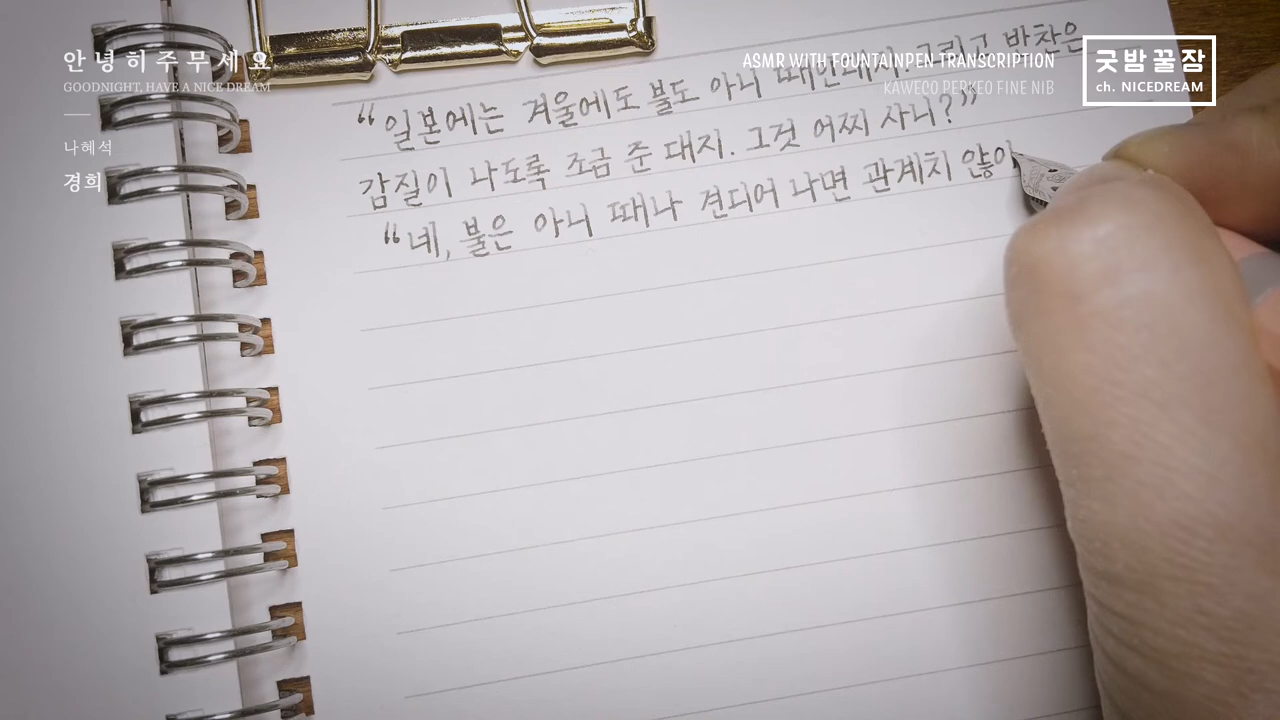 안녕히주무세요
GOODNIGHT, HAVE A NICE DREAM
나혜석
경희
ASMR WITH FOUNTAINPEN TRANSCRIPTION
KAWECO PERKEO FINE NIB
굿밤꿀잠
ch. NICEDREAM
“일본에는 겨울에도 불도 아니 때인대지. 그리고 반찬은
감질이 나도록 조금 준대지. 그것 어찌 사니?”
“네, 불은 아니 때나 견디어 나면 관계치 않아